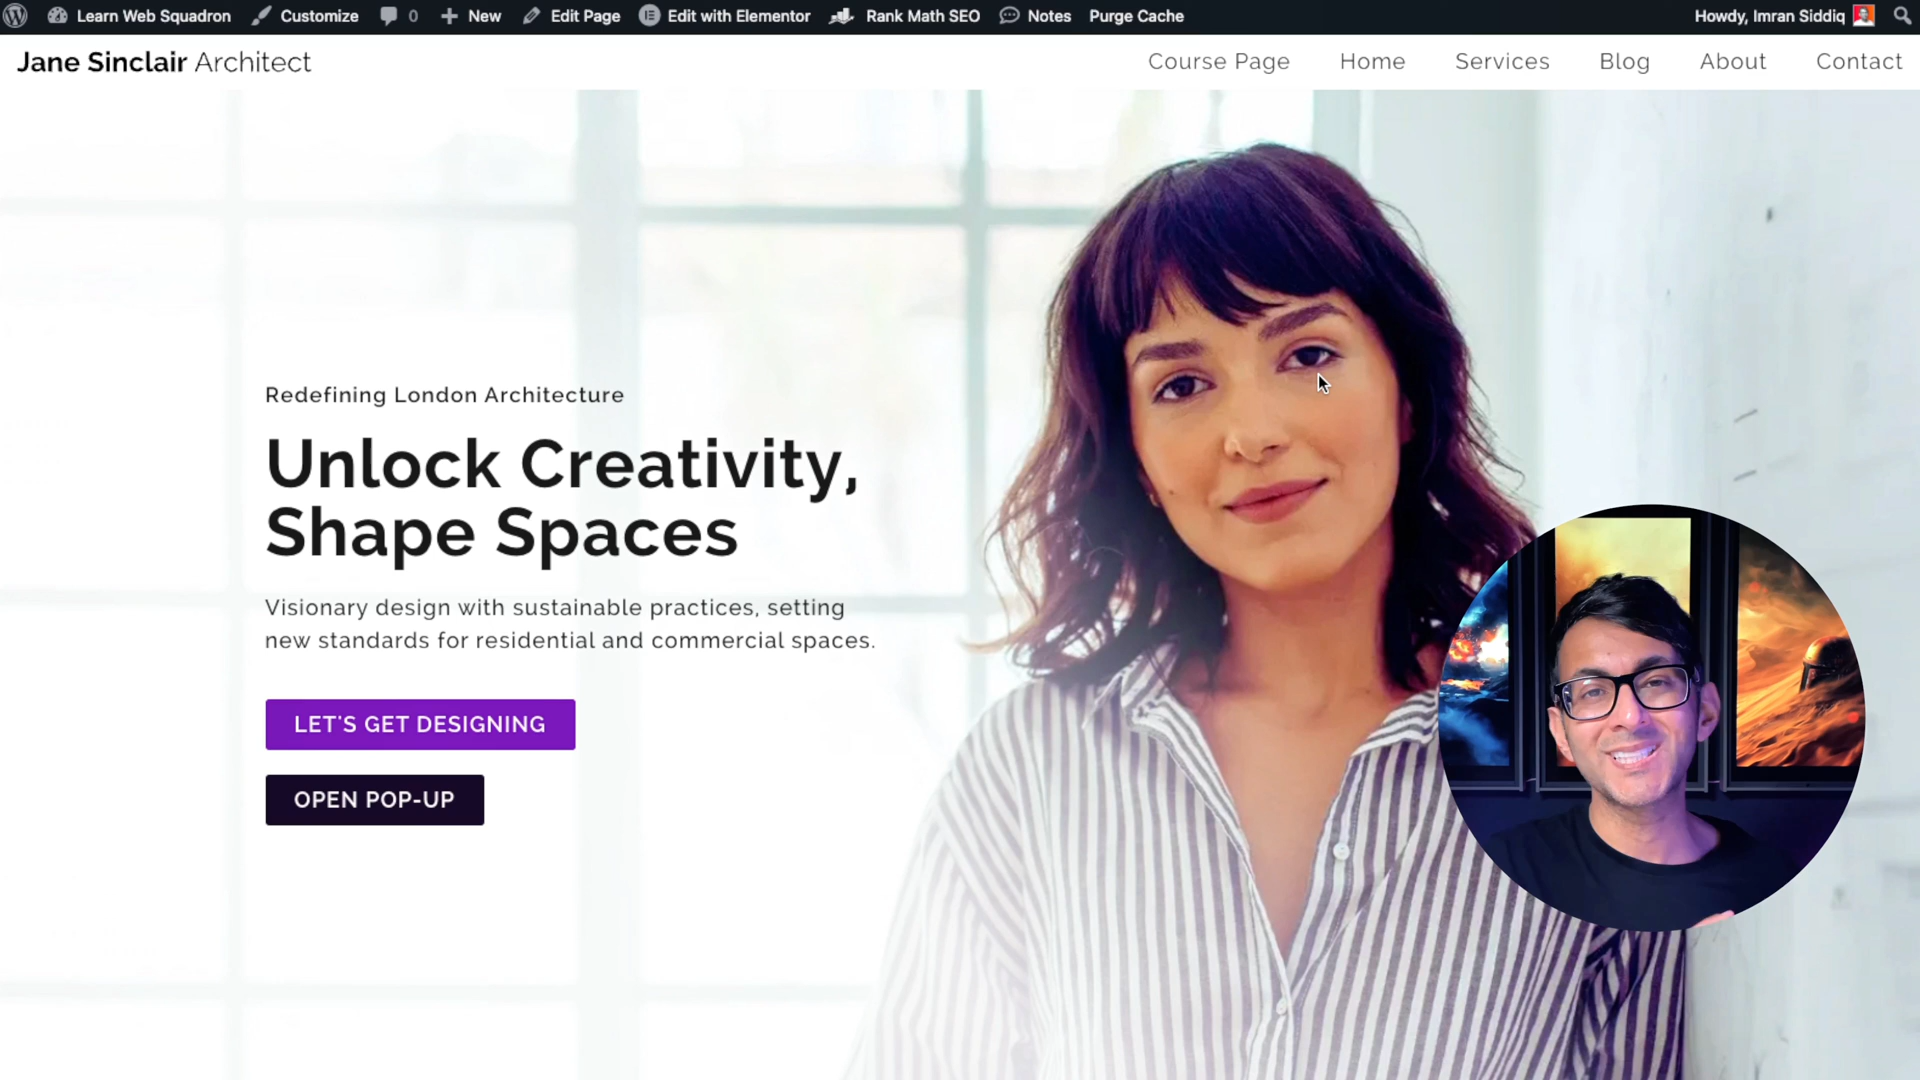 Learn Web Squadron Customize 0 New Edit Page Edit with Elementor Rank Math SEO Notes Purge Cache Howdy, Imran Siddiq
Jane Sinclair Architect Course Page Home Services Blog About Contact
Redefining London Architecture
Unlock Creativity,
Shape Spaces
Visionary design with sustainable practices, setting
new standards for residential and commercial spaces.
LET'S GET DESIGNING
OPEN POP-UP